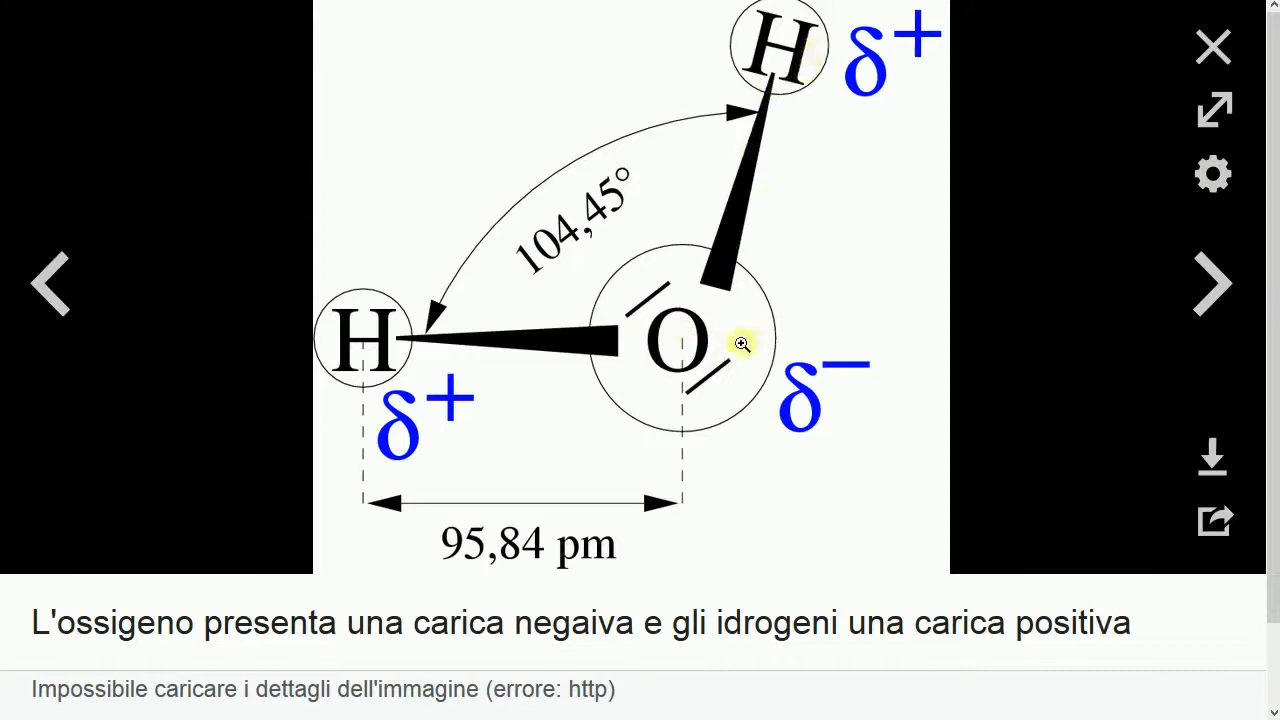 H δ+
104,45°
H O
δ+ δ−
95,84 pm
L'ossigeno presenta una carica negaiva e gli idrogeni una carica positiva
Impossibile caricare i dettagli dell'immagine (errore: http)